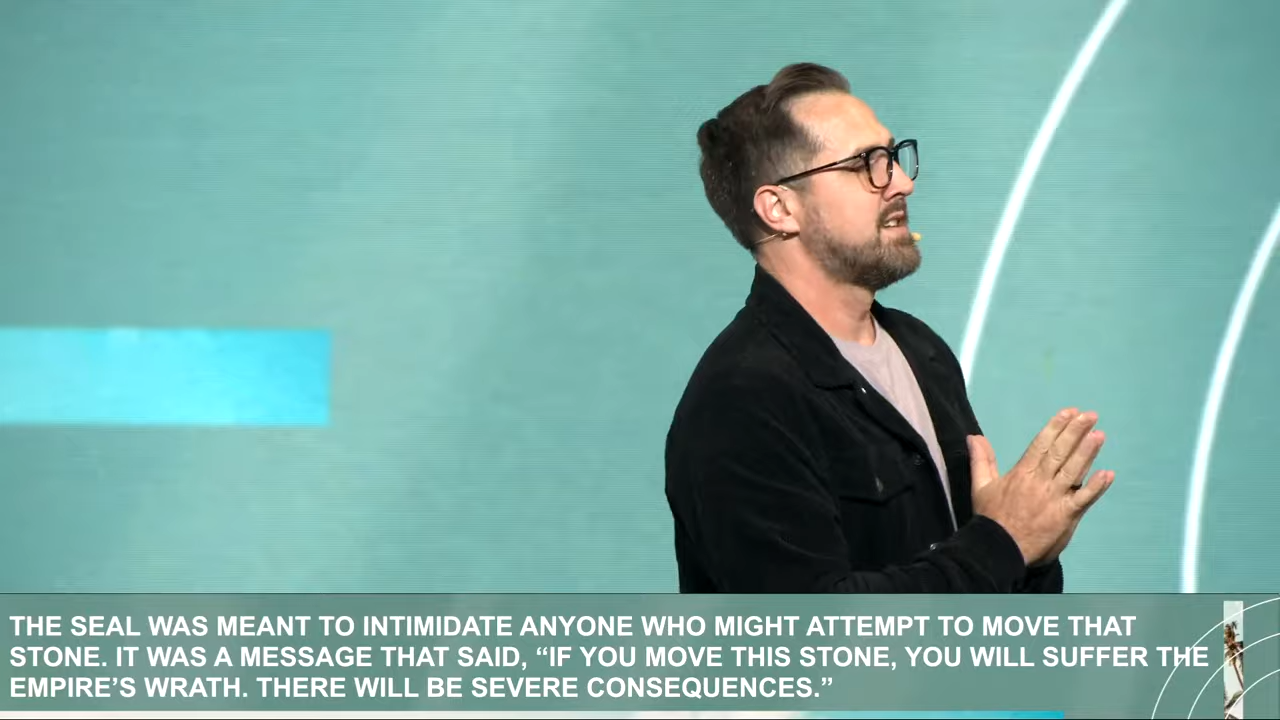 THE SEAL WAS MEANT TO INTIMIDATE ANYONE WHO MIGHT ATTEMPT TO MOVE THAT
STONE. IT WAS A MESSAGE THAT SAID, “IF YOU MOVE THIS STONE, YOU WILL SUFFER THE
EMPIRE’S WRATH. THERE WILL BE SEVERE CONSEQUENCES.”